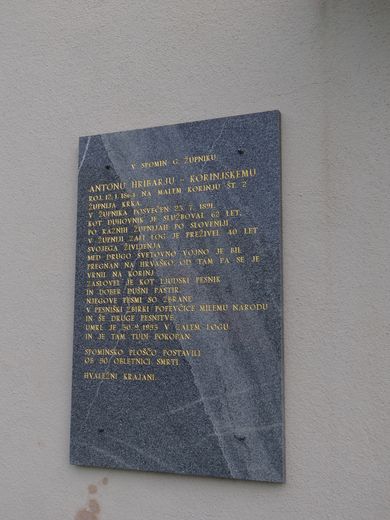 V SPOMIN G. ŽUPNIKU
ANTONU HRIBARJU - KORINJSKEMU
ROJ. 12. 1. 1864 NA MALEM KORINJU ŠT. 2
ŽUPNIJA KRKA.
V ŽUPNIKA POSVEČEN 23. 7. 1891.
KOT DUHOVNIK JE SLUŽBOVAL 62 LET,
PO RAZNIH ŽUPNIJAH PO SLOVENIJI.
V ŽUPNIJI ZALI LOG JE PREŽIVEL 40 LET
SVOJEGA ŽIVLJENJA.
MED DRUGO SVETOVNO VOJNO JE BIL
PREGNAN NA HRVAŠKO, OD TAM PA SE JE
VRNIL NA KORINJ.
ZASLOVEL JE KOT LJUDSKI PESNIK
IN DOBER DUŠNI PASTIR.
NJEGOVE PESMI SO ZBRANE
V PESNIŠKI ZBIRKI POPEVČICE MILEMU NARODU
IN ŠE DRUGE PESNITVE.
UMRL JE 30. 9. 1953 V ZALEM LOGU
IN JE TAM TUDI POKOPAN.
SPOMINSKO PLOŠČO POSTAVILI
OB 50 OBLETNICI SMRTI.
HVALEŽNI KRAJANI.